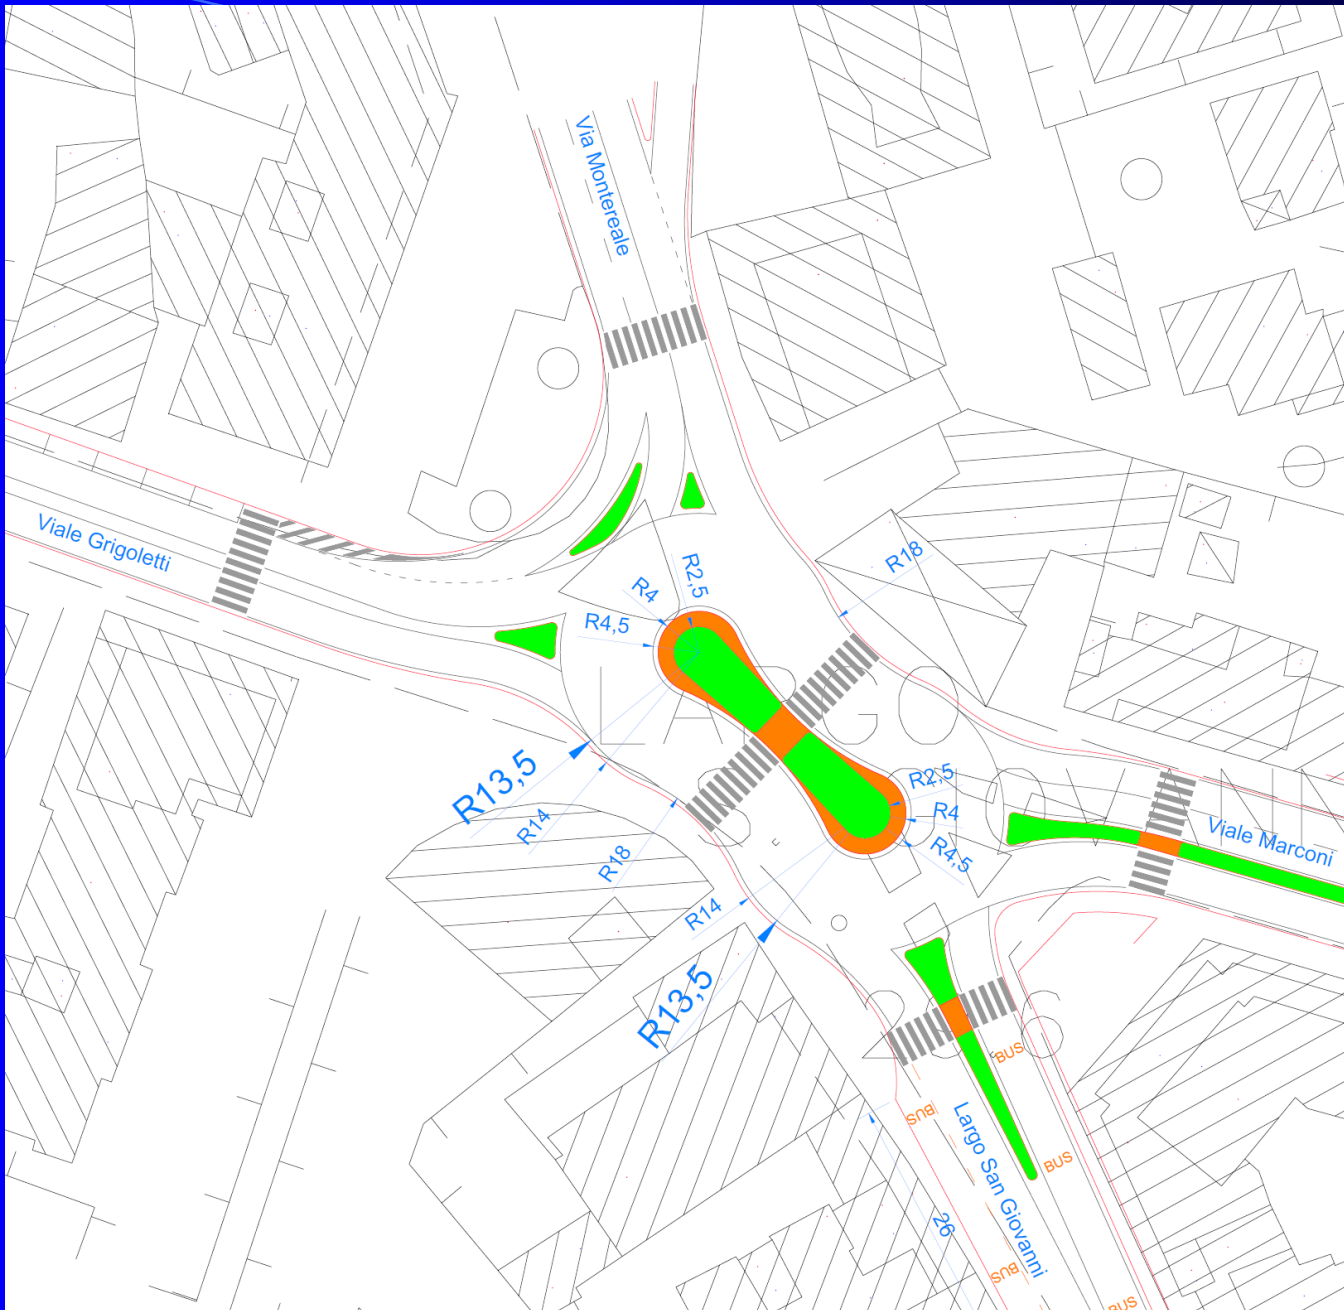 Via Montereale
Viale Grigoletti
R18
R2,5
R4
R4,5
LARGO
R13,5
R14
R18
R2,5
R4
R4,5
R14
R13,5
Viale Marconi
BUS
BUS
BUS
Largo San Giovanni
26
BUS
BUS